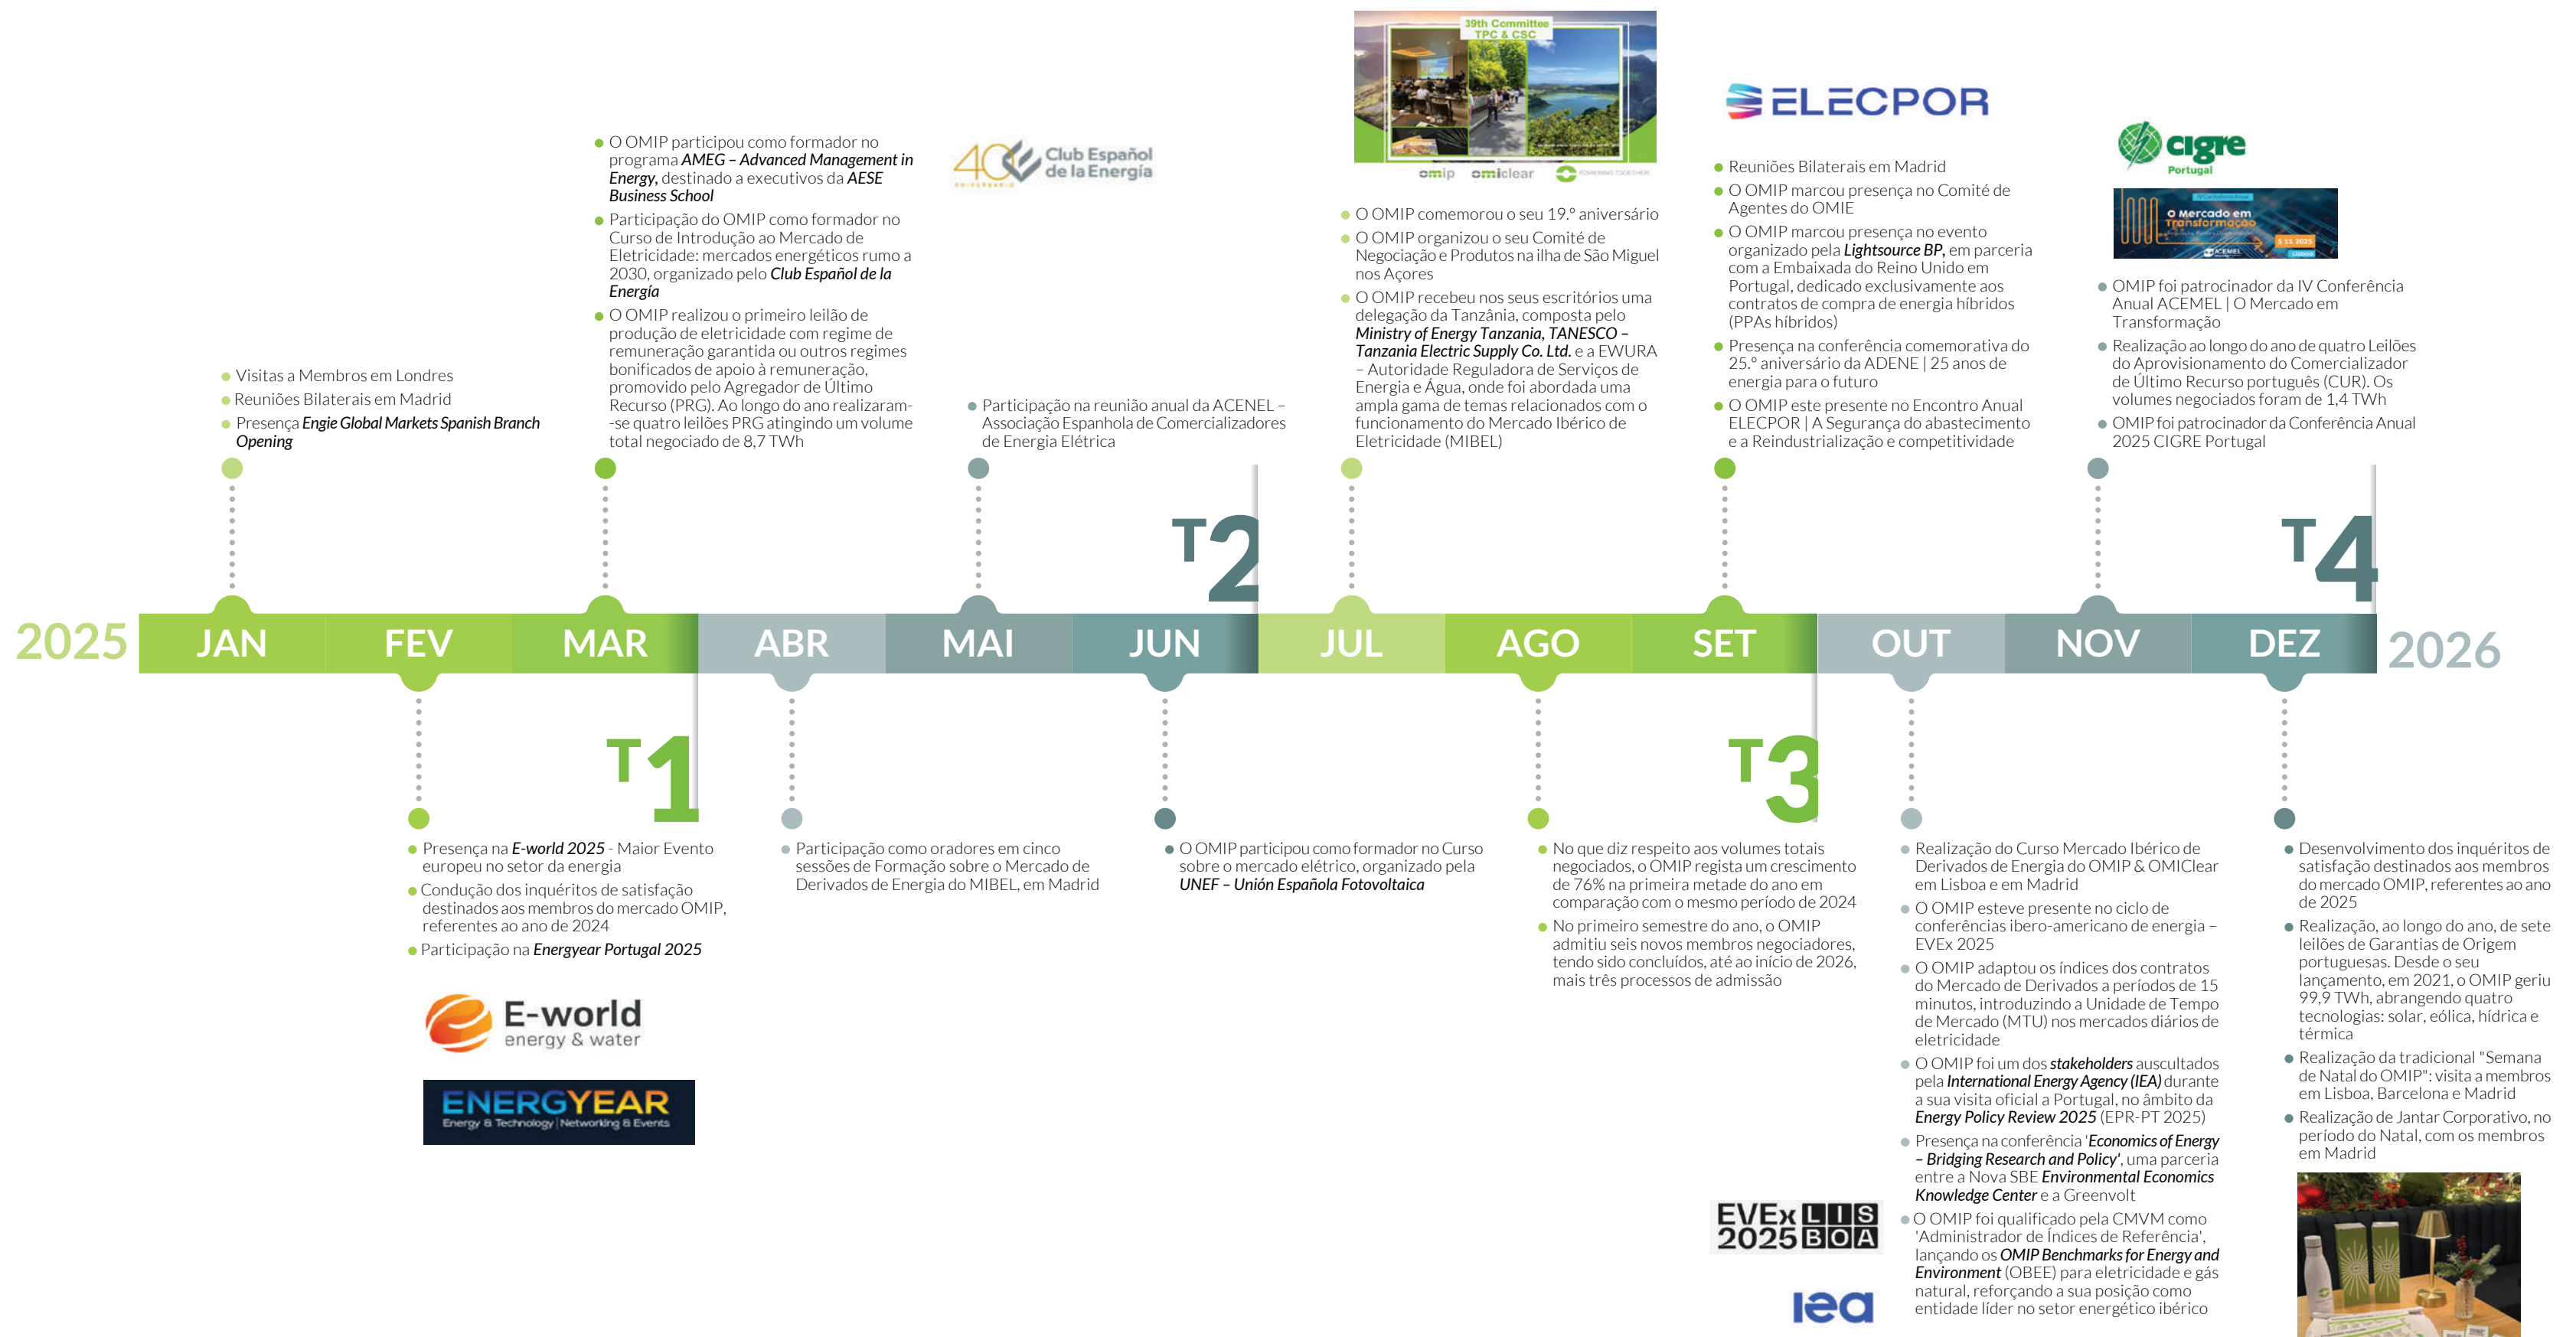 39th Committee
TPC & CSC
omip omiclear POWERING TOGETHER
ELECPOR
cigre
Portugal
IV Conferência Anual
O Mercado em
Transformação
5 11 2025
ACEMEL
40 Club Español
de la Energía
ANIVERSARIO
Visitas a Membros em Londres
Reuniões Bilaterais em Madrid
Presença Engie Global Markets Spanish Branch
Opening
O OMIP participou como formador no
programa AMEG – Advanced Management in
Energy, destinado a executivos da AESE
Business School
Participação do OMIP como formador no
Curso de Introdução ao Mercado de
Eletricidade: mercados energéticos rumo a
2030, organizado pelo Club Español de la
Energía
O OMIP realizou o primeiro leilão de
produção de eletricidade com regime de
remuneração garantida ou outros regimes
bonificados de apoio à remuneração,
promovido pelo Agregador de Último
Recurso (PRG). Ao longo do ano realizaram-
-se quatro leilões PRG atingindo um volume
total negociado de 8,7 TWh
Participação na reunião anual da ACENEL –
Associação Espanhola de Comercializadores
de Energia Elétrica
O OMIP comemorou o seu 19.º aniversário
O OMIP organizou o seu Comité de
Negociação e Produtos na ilha de São Miguel
nos Açores
O OMIP recebeu nos seus escritórios uma
delegação da Tanzânia, composta pelo
Ministry of Energy Tanzania, TANESCO –
Tanzania Electric Supply Co. Ltd. e a EWURA
– Autoridade Reguladora de Serviços de
Energia e Água, onde foi abordada uma
ampla gama de temas relacionados com o
funcionamento do Mercado Ibérico de
Eletricidade (MIBEL)
Reuniões Bilaterais em Madrid
O OMIP marcou presença no Comité de
Agentes do OMIE
O OMIP marcou presença no evento
organizado pela Lightsource BP, em parceria
com a Embaixada do Reino Unido em
Portugal, dedicado exclusivamente aos
contratos de compra de energia híbridos
(PPAs híbridos)
Presença na conferência comemorativa do
25.º aniversário da ADENE | 25 anos de
energia para o futuro
O OMIP este presente no Encontro Anual
ELECPOR | A Segurança do abastecimento
e a Reindustrialização e competitividade
OMIP foi patrocinador da IV Conferência
Anual ACEMEL | O Mercado em
Transformação
Realização ao longo do ano de quatro Leilões
do Aprovisionamento do Comercializador
de Último Recurso português (CUR). Os
volumes negociados foram de 1,4 TWh
OMIP foi patrocinador da Conferência Anual
2025 CIGRE Portugal
T2
T4
2025 JAN FEV MAR ABR MAI JUN JUL AGO SET OUT NOV DEZ 2026
T1
T3
Presença na E-world 2025 - Maior Evento
europeu no setor da energia
Condução dos inquéritos de satisfação
destinados aos membros do mercado OMIP,
referentes ao ano de 2024
Participação na Energyear Portugal 2025
E-world
energy & water
ENERGYEAR
Energy & Technology | Networking & Events
Participação como oradores em cinco
sessões de Formação sobre o Mercado de
Derivados de Energia do MIBEL, em Madrid
O OMIP participou como formador no Curso
sobre o mercado elétrico, organizado pela
UNEF – Unión Española Fotovoltaica
No que diz respeito aos volumes totais
negociados, o OMIP regista um crescimento
de 76% na primeira metade do ano em
comparação com o mesmo período de 2024
No primeiro semestre do ano, o OMIP
admitiu seis novos membros negociadores,
tendo sido concluídos, até ao início de 2026,
mais três processos de admissão
Realização do Curso Mercado Ibérico de
Derivados de Energia do OMIP & OMIClear
em Lisboa e em Madrid
O OMIP esteve presente no ciclo de
conferências ibero-americano de energia –
EVEx 2025
O OMIP adaptou os índices dos contratos
do Mercado de Derivados a períodos de 15
minutos, introduzindo a Unidade de Tempo
de Mercado (MTU) nos mercados diários de
eletricidade
O OMIP foi um dos stakeholders auscultados
pela International Energy Agency (IEA) durante
a sua visita oficial a Portugal, no âmbito da
Energy Policy Review 2025 (EPR-PT 2025)
Presença na conferência 'Economics of Energy
– Bridging Research and Policy', uma parceria
entre a Nova SBE Environmental Economics
Knowledge Center e a Greenvolt
O OMIP foi qualificado pela CMVM como
'Administrador de Índices de Referência',
lançando os OMIP Benchmarks for Energy and
Environment (OBEE) para eletricidade e gás
natural, reforçando a sua posição como
entidade líder no setor energético ibérico
EVEx LIS
2025 BOA
iea
Desenvolvimento dos inquéritos de
satisfação destinados aos membros
do mercado OMIP, referentes ao ano
de 2025
Realização, ao longo do ano, de sete
leilões de Garantias de Origem
portuguesas. Desde o seu
lançamento, em 2021, o OMIP geriu
99,9 TWh, abrangendo quatro
tecnologias: solar, eólica, hídrica e
térmica
Realização da tradicional "Semana
de Natal do OMIP": visita a membros
em Lisboa, Barcelona e Madrid
Realização de Jantar Corporativo, no
período do Natal, com os membros
em Madrid